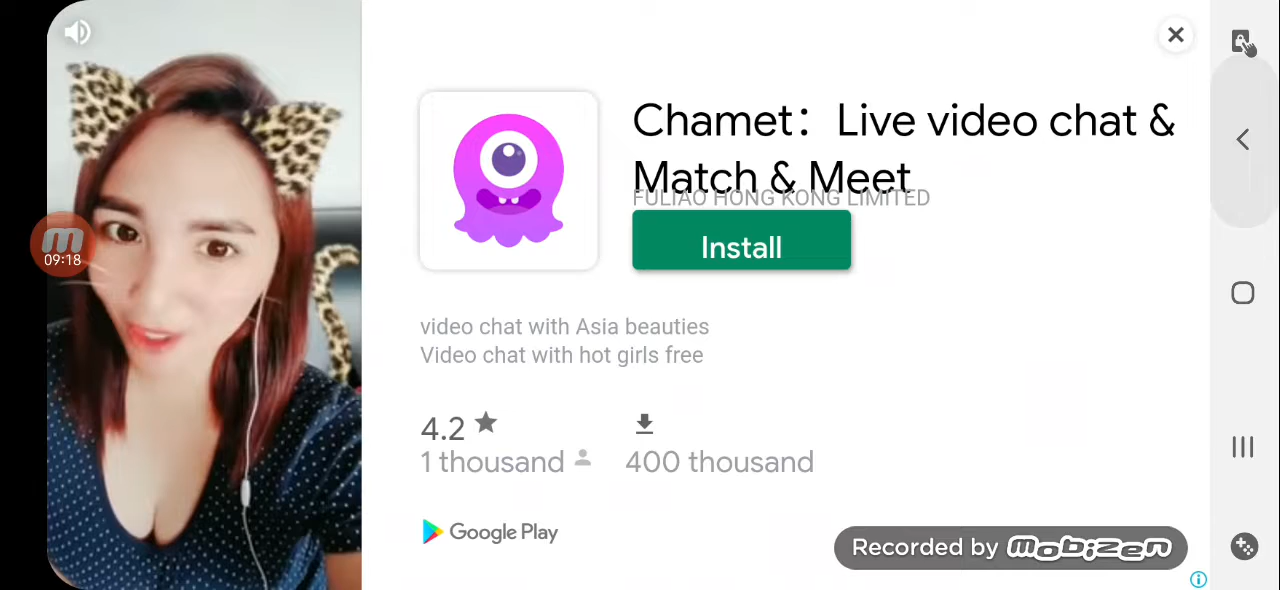 Chamet： Live video chat &
Match & Meet
FULIAO HONG KONG LIMITED
Install
09:18
video chat with Asia beauties
Video chat with hot girls free
4.2
1 thousand
400 thousand
Google Play
Recorded by mobizen